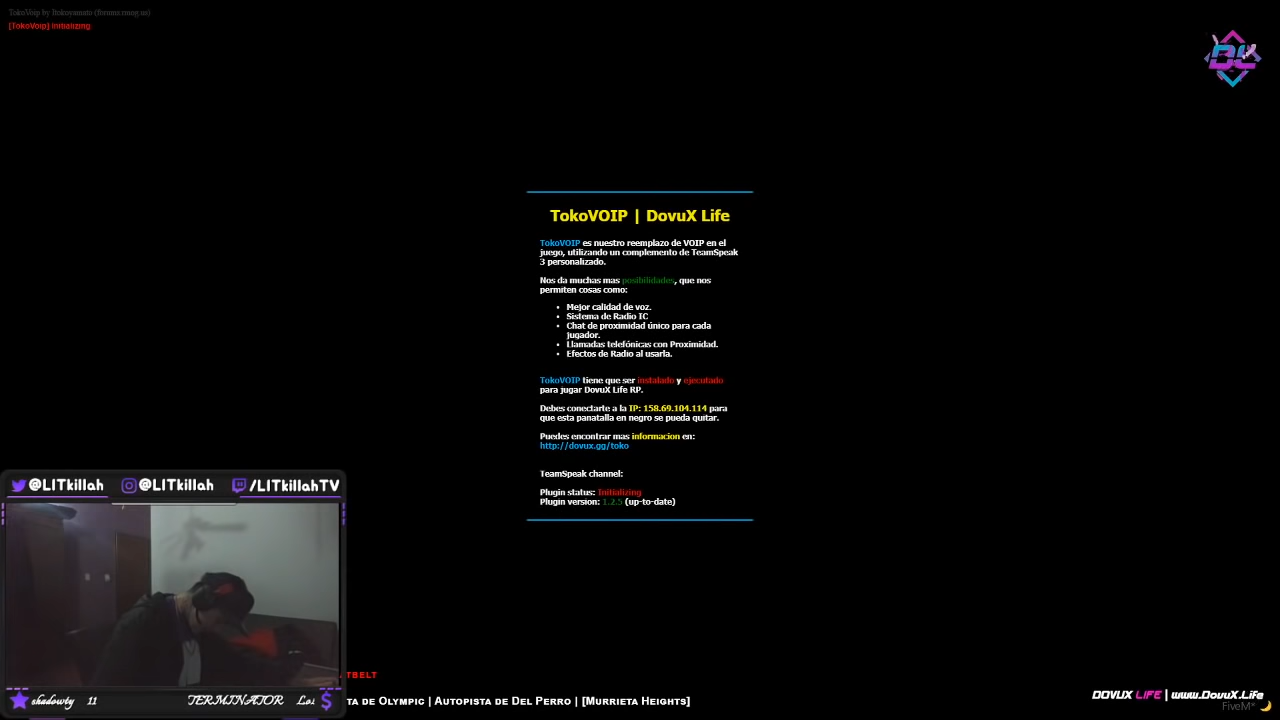 TokoVoip by Itokoyamato (forums.rmog.us)
[TokoVoip] Initializing
DL
TokoVOIP | DovuX Life
TokoVOIP es nuestro reemplazo de VOIP en el
juego, utilizando un complemento de TeamSpeak
3 personalizado.
Nos da muchas mas posibilidades, que nos
permiten cosas como:
• Mejor calidad de voz.
• Sistema de Radio IC
• Chat de proximidad único para cada
jugador.
• Llamadas telefónicas con Proximidad.
• Efectos de Radio al usarla.
TokoVOIP tiene que ser instalado y ejecutado
para jugar DovuX Life RP.
Debes conectarte a la IP: 158.69.104.114 para
que esta panatalla en negro se pueda quitar.
Puedes encontrar mas informacion en:
http://dovux.gg/toko
TeamSpeak channel:
Plugin status: Initializing
Plugin version: 1.2.5 (up-to-date)
@LITkillah @LITkillah /LITkillahTV
TBELT
shadowty 11 TERMINATOR Los $
TA DE OLYMPIC | AUTOPISTA DE DEL PERRO | [MURRIETA HEIGHTS]
DOVUX LIFE | www.DovuX.Life
FiveM*